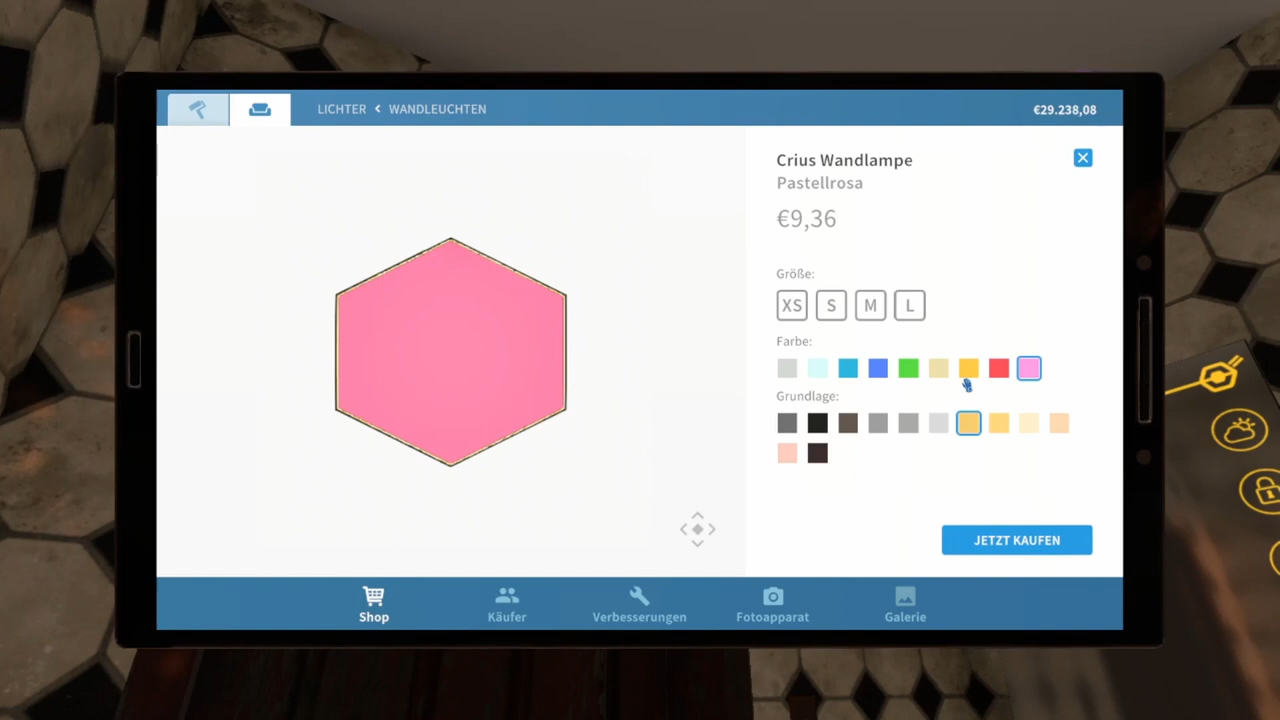 LICHTER < WANDLEUCHTEN
€29.238,08
Crius Wandlampe
Pastellrosa
€9,36
Größe:
XS S M L
Farbe:
Grundlage:
JETZT KAUFEN
Shop Käufer Verbesserungen Fotoapparat Galerie